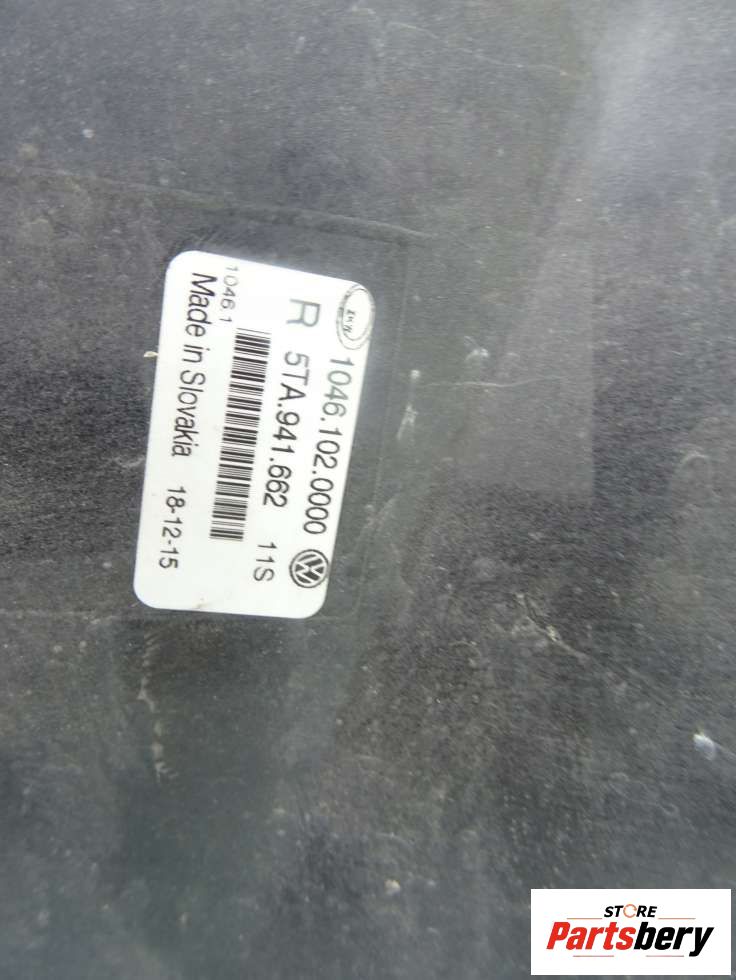 1046.102.0000
R 5TA.941.662 11S
1046.1
Made in Slovakia 18-12-15
STORE
Partsbery